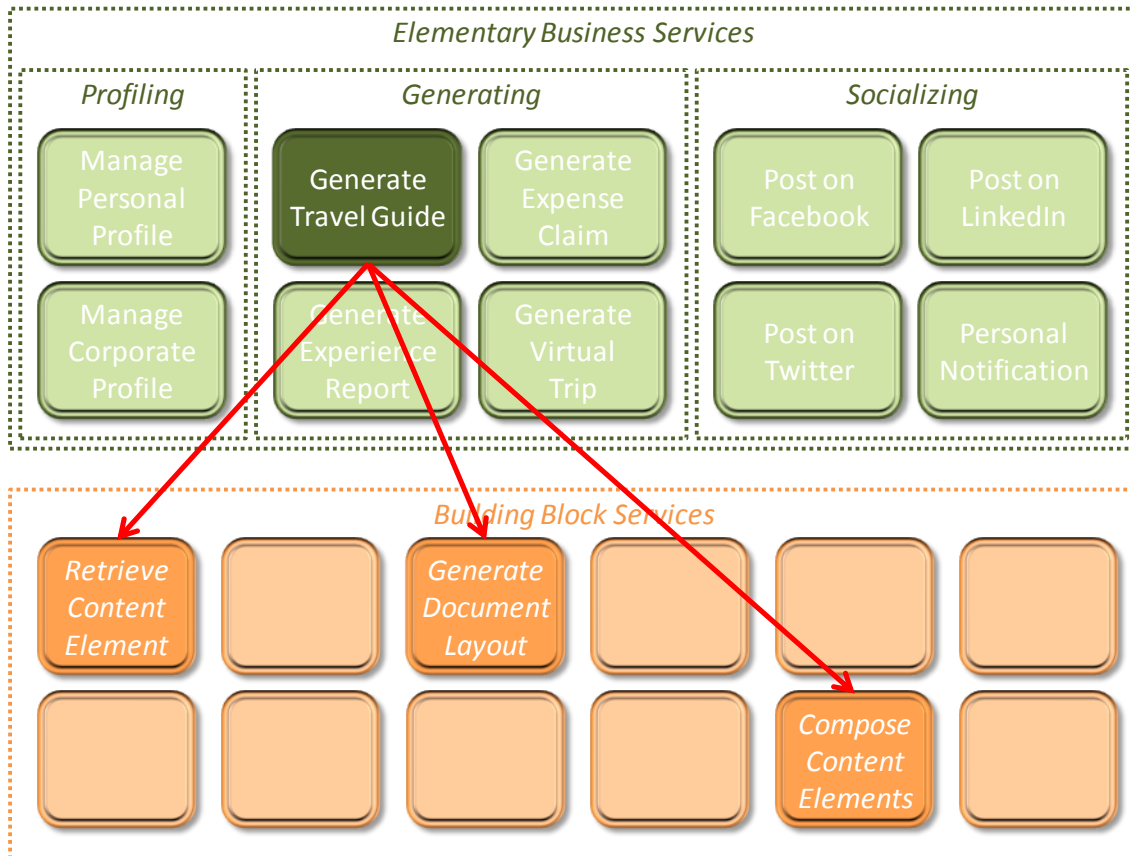 Elementary Business Services
Profiling
Generating
Socializing
Manage
Personal
Profile
Generate
Travel Guide
Generate
Expense
Claim
Post on
Facebook
Post on
LinkedIn
Manage
Corporate
Profile
Generate
Experience
Report
Generate
Virtual
Trip
Post on
Twitter
Personal
Notification
Building Block Services
Retrieve
Content
Element
Generate
Document
Layout
Compose
Content
Elements